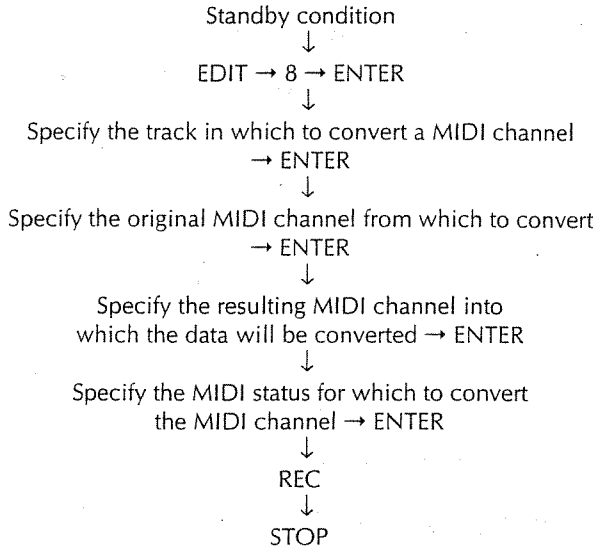 Standby condition
↓
EDIT → 8 → ENTER
↓
Specify the track in which to convert a MIDI channel
→ ENTER
↓
Specify the original MIDI channel from which to convert
→ ENTER
↓
Specify the resulting MIDI channel into
which the data will be converted → ENTER
↓
Specify the MIDI status for which to convert
the MIDI channel → ENTER
↓
REC
↓
STOP